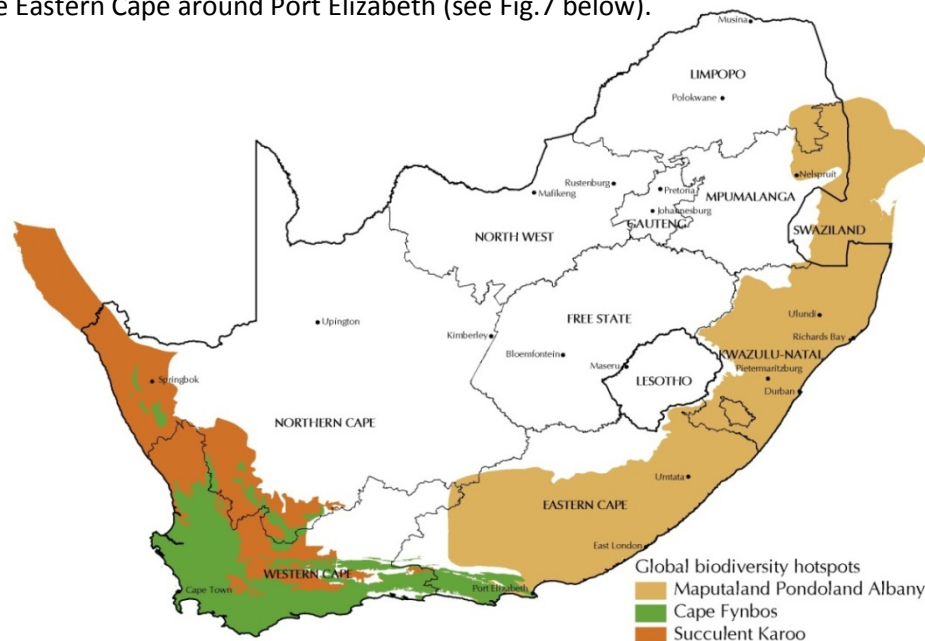 e Eastern Cape around Port Elizabeth (see Fig.7 below).
Musina
LIMPOPO
Polokwane
Nelspruit
Rustenburg
Pretoria
Mafikeng
MPUMALANGA
Johannesburg
GAUTENG
NORTH WEST
SWAZILAND
FREE STATE
Ulundi
Upington
Kimberley
Richards Bay
Bloemfontein
KWAZULU-NATAL
Maseru
Pietermaritzburg
LESOTHO
Springbok
Durban
NORTHERN CAPE
Umtata
EASTERN CAPE
East London
WESTERN CAPE
Cape Town
Port Elizabeth
Global biodiversity hotspots
Maputaland Pondoland Albany
Cape Fynbos
Succulent Karoo